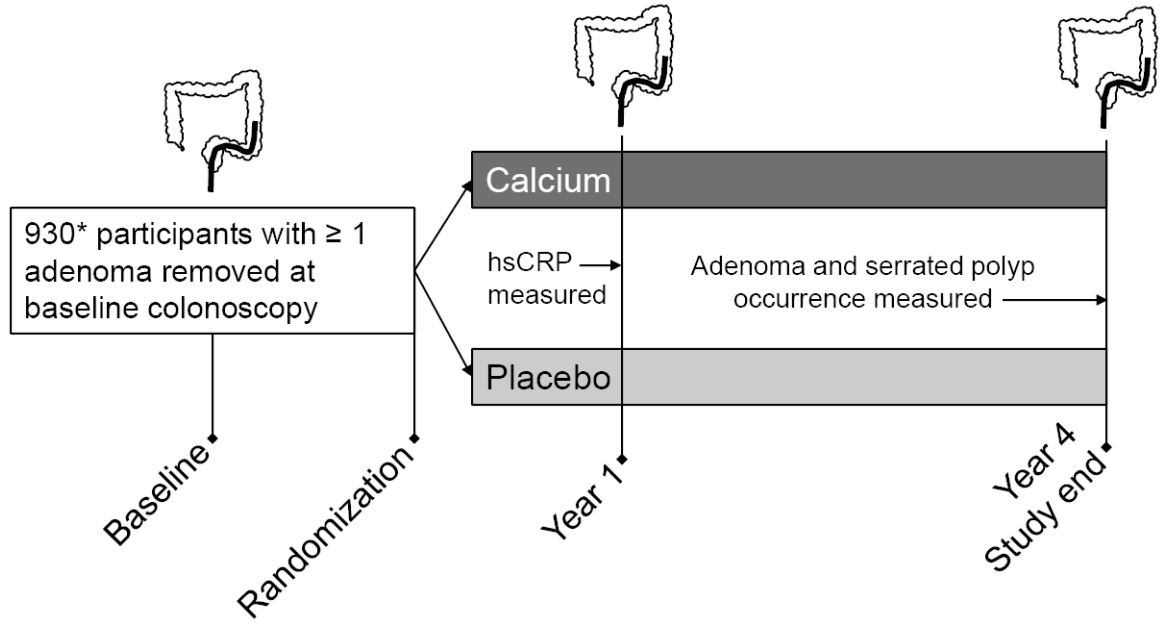 Calcium
930* participants with ≥ 1
adenoma removed at
baseline colonoscopy
hsCRP
measured
Adenoma and serrated polyp
occurrence measured
Placebo
Baseline
Randomization
Year 1
Year 4
Study end